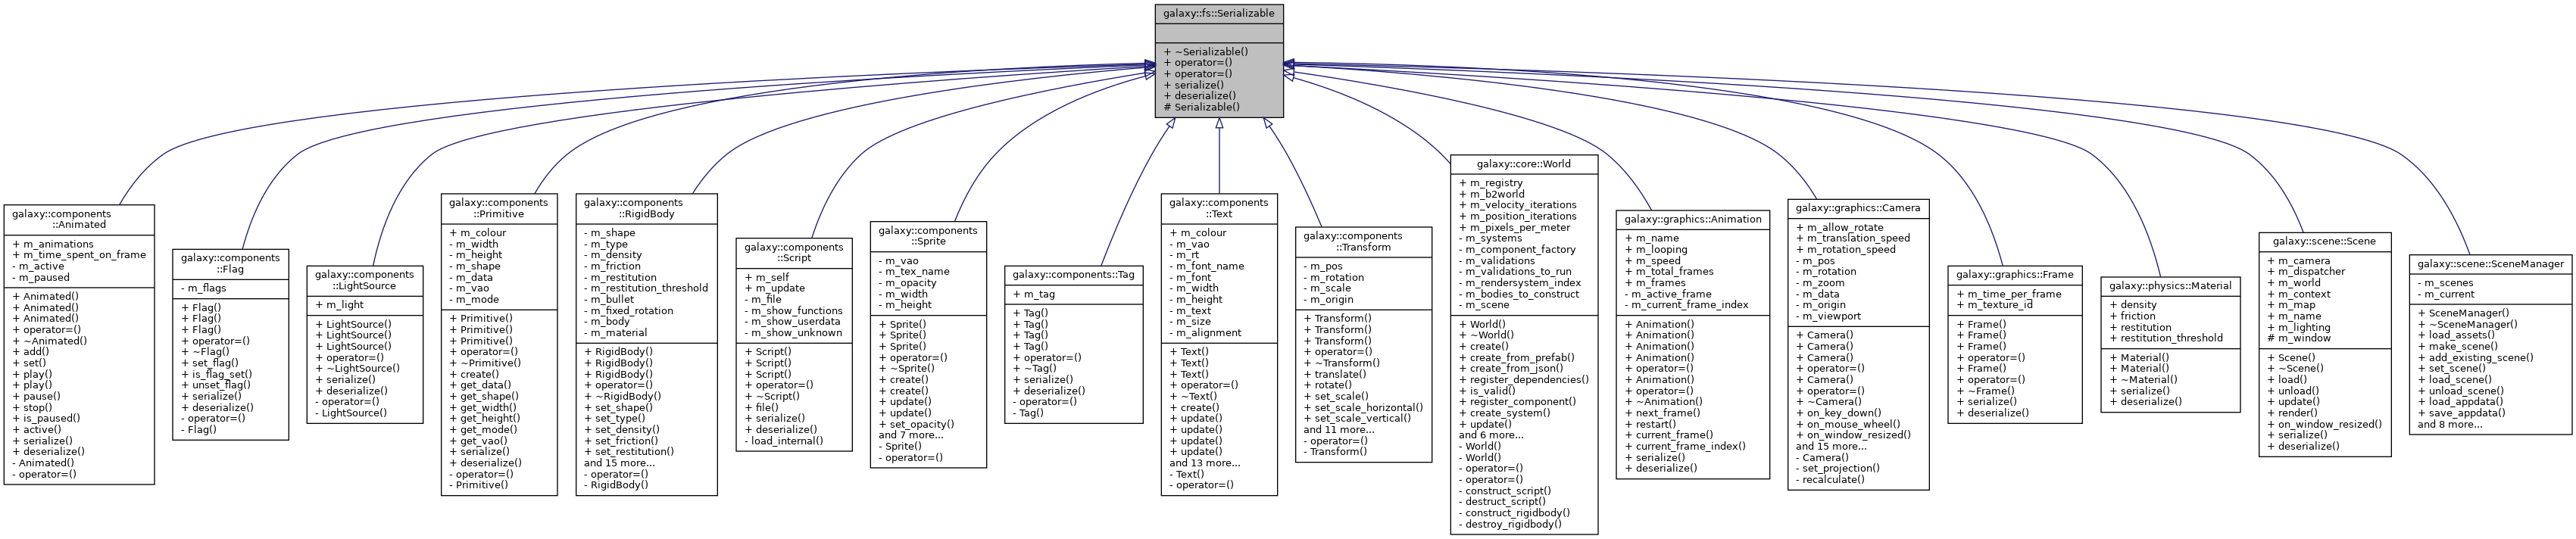 galaxy::fs::Serializable
+ ~Serializable()
+ operator=()
+ operator=()
+ serialize()
+ deserialize()
# Serializable()
galaxy::components
::Animated
+ m_animations
+ m_time_spent_on_frame
- m_active
- m_paused
+ Animated()
+ Animated()
+ Animated()
+ operator=()
+ ~Animated()
+ add()
+ set()
+ play()
+ play()
+ pause()
+ stop()
+ is_paused()
+ active()
+ serialize()
+ deserialize()
- Animated()
- operator=()
galaxy::components
::Flag
- m_flags
+ Flag()
+ Flag()
+ Flag()
+ operator=()
+ ~Flag()
+ set_flag()
+ is_flag_set()
+ unset_flag()
+ serialize()
+ deserialize()
- operator=()
- Flag()
galaxy::components
::LightSource
+ m_light
+ LightSource()
+ LightSource()
+ LightSource()
+ operator=()
+ ~LightSource()
+ serialize()
+ deserialize()
- operator=()
- LightSource()
galaxy::components
::Primitive
+ m_colour
- m_width
- m_height
- m_shape
- m_data
- m_vao
- m_mode
+ Primitive()
+ Primitive()
+ Primitive()
+ operator=()
+ ~Primitive()
+ create()
+ get_data()
+ get_shape()
+ get_width()
+ get_height()
+ get_mode()
+ get_vao()
+ serialize()
+ deserialize()
- operator=()
- Primitive()
galaxy::components
::RigidBody
- m_shape
- m_type
- m_density
- m_friction
- m_restitution
- m_restitution_threshold
- m_bullet
- m_fixed_rotation
- m_body
- m_material
+ RigidBody()
+ RigidBody()
+ RigidBody()
+ operator=()
+ ~RigidBody()
+ set_shape()
+ set_type()
+ set_density()
+ set_friction()
+ set_restitution()
and 15 more...
- operator=()
- RigidBody()
galaxy::components
::Script
+ m_self
+ m_update
- m_file
- m_show_functions
- m_show_userdata
- m_show_unknown
+ Script()
+ Script()
+ Script()
+ operator=()
+ ~Script()
+ file()
+ serialize()
+ deserialize()
- load_internal()
galaxy::components
::Sprite
- m_vao
- m_tex_name
- m_opacity
- m_width
- m_height
+ Sprite()
+ Sprite()
+ Sprite()
+ operator=()
+ ~Sprite()
+ create()
+ create()
+ update()
+ update()
+ set_opacity()
and 7 more...
- Sprite()
- operator=()
galaxy::components::Tag
+ m_tag
+ Tag()
+ Tag()
+ Tag()
+ Tag()
+ operator=()
+ ~Tag()
+ serialize()
+ deserialize()
- operator=()
- Tag()
galaxy::components
::Text
+ m_colour
- m_vao
- m_rt
- m_font_name
- m_font
- m_width
- m_height
- m_text
- m_size
- m_alignment
+ Text()
+ Text()
+ Text()
+ operator=()
+ ~Text()
+ create()
+ update()
+ update()
+ update()
+ update()
and 13 more...
- Text()
- operator=()
galaxy::components
::Transform
- m_pos
- m_rotation
- m_scale
- m_origin
+ Transform()
+ Transform()
+ Transform()
+ operator=()
+ ~Transform()
+ translate()
+ rotate()
+ set_scale()
+ set_scale_horizontal()
+ set_scale_vertical()
and 11 more...
- operator=()
- Transform()
galaxy::core::World
+ m_registry
+ m_b2world
+ m_velocity_iterations
+ m_position_iterations
+ m_pixels_per_meter
- m_systems
- m_component_factory
- m_validations
- m_validations_to_run
- m_rendersystem_index
- m_bodies_to_construct
- m_scene
+ World()
+ ~World()
+ create()
+ create_from_prefab()
+ create_from_json()
+ register_dependencies()
+ is_valid()
+ register_component()
+ create_system()
+ update()
and 6 more...
- World()
- World()
- operator=()
- operator=()
- construct_script()
- destruct_script()
- construct_rigidbody()
- destroy_rigidbody()
galaxy::graphics::Animation
+ m_name
+ m_looping
+ m_speed
+ m_total_frames
+ m_frames
- m_active_frame
- m_current_frame_index
+ Animation()
+ Animation()
+ Animation()
+ Animation()
+ operator=()
+ Animation()
+ operator=()
+ ~Animation()
+ next_frame()
+ restart()
+ current_frame()
+ current_frame_index()
+ serialize()
+ deserialize()
galaxy::graphics::Camera
+ m_allow_rotate
+ m_translation_speed
+ m_rotation_speed
- m_pos
- m_rotation
- m_zoom
- m_data
- m_origin
- m_viewport
+ Camera()
+ Camera()
+ Camera()
+ operator=()
+ Camera()
+ operator=()
+ ~Camera()
+ on_key_down()
+ on_mouse_wheel()
+ on_window_resized()
and 15 more...
- Camera()
- set_projection()
- recalculate()
galaxy::graphics::Frame
+ m_time_per_frame
+ m_texture_id
+ Frame()
+ Frame()
+ Frame()
+ operator=()
+ Frame()
+ operator=()
+ ~Frame()
+ serialize()
+ deserialize()
galaxy::physics::Material
+ density
+ friction
+ restitution
+ restitution_threshold
+ Material()
+ Material()
+ ~Material()
+ serialize()
+ deserialize()
galaxy::scene::Scene
+ m_camera
+ m_dispatcher
+ m_world
+ m_context
+ m_map
+ m_name
+ m_lighting
# m_window
+ Scene()
+ ~Scene()
+ load()
+ unload()
+ update()
+ render()
+ on_window_resized()
+ serialize()
+ deserialize()
galaxy::scene::SceneManager
- m_scenes
- m_current
+ SceneManager()
+ ~SceneManager()
+ load_assets()
+ make_scene()
+ add_existing_scene()
+ set_scene()
+ load_scene()
+ unload_scene()
+ load_appdata()
+ save_appdata()
and 8 more...